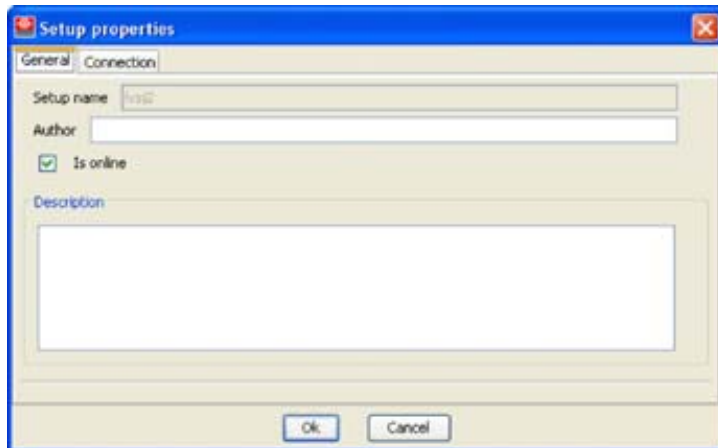 Setup properties
General Connection
Setup name
Author
Is online
Description
Ok Cancel